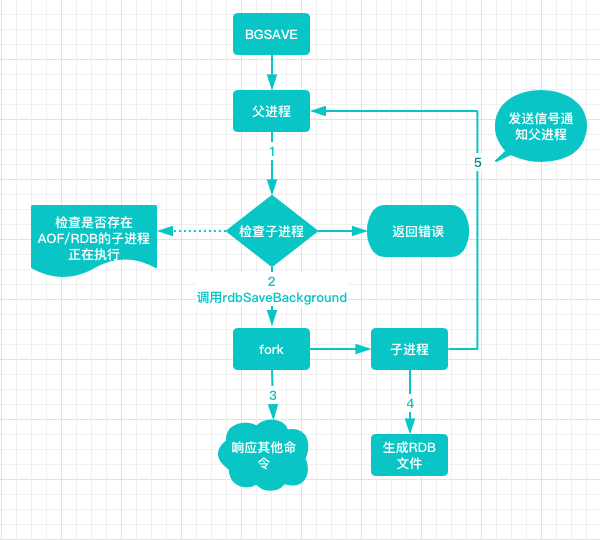 BGSAVE
父进程
发送信号通
知父进程
1
5
检查是否存在
AOF/RDB的子进程
正在执行
检查子进程
返回错误
2
调用rdbSaveBackground
fork
子进程
3
4
响应其他命
令
生成RDB
文件